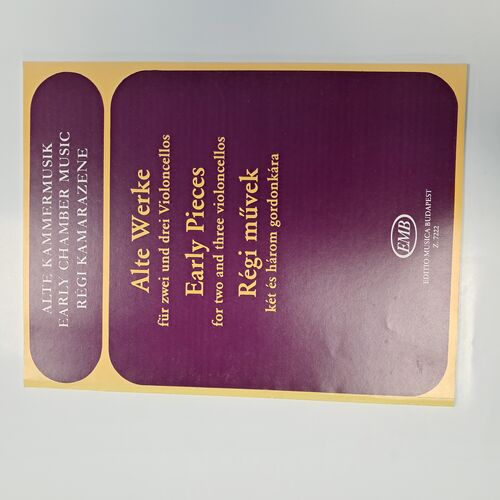 ALTE KAMMERMUSIK
EARLY CHAMBER MUSIC
RÉGI KAMARAZENE
Alte Werke
für zwei und drei Violoncellos
Early Pieces
for two and three violoncellos
Régi művek
két és három gordonkára
EMB
EDITIO MUSICA BUDAPEST
Z. 7222